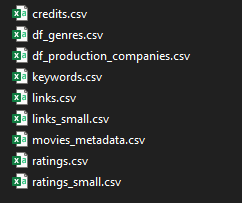 credits.csv
df_genres.csv
df_production_companies.csv
keywords.csv
links.csv
links_small.csv
movies_metadata.csv
ratings.csv
ratings_small.csv